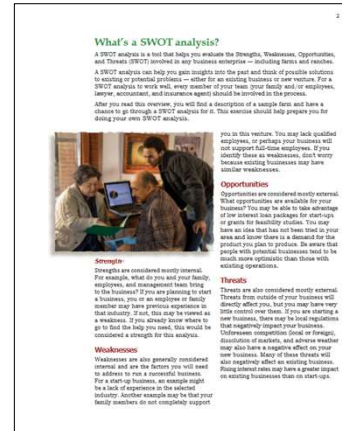 2
What's a SWOT analysis?
A SWOT analysis is a tool that helps you evaluate the Strengths, Weaknesses, Opportunities,
and Threats (SWOT) involved in any business enterprise — including farms and ranches.
A SWOT analysis can help you gain insights into the past and think of possible solutions
to existing or potential problems — either for an existing business or new venture. For a
SWOT analysis to work well, every member of your team (your family and/or employees,
lawyer, accountant, and insurance agent) should be involved in the process.
After you read this overview, you will find a description of a sample farm and have a
chance to go through a SWOT analysis for it. This exercise should help prepare you for
doing your own SWOT analysis.
Strengths
Strengths are considered mostly internal.
For example, what do you and your family,
employees, and management team bring
to the business? If you are planning to start
a business, you or an employee or family
member may have previous experience in
that industry. If not, this may be viewed as
a weakness. If you already know where to
go to find the help you need, this would be
considered a strength for this analysis.
Weaknesses
Weaknesses are also generally considered
internal and are the factors you will need
to address to run a successful business.
For a start-up business, an example might
be a lack of experience in the selected
industry. Another example may be that your
family members do not completely support
you in this venture. You may lack qualified
employees, or perhaps your business will
not support full-time employees. If you
identify these as weaknesses, don't worry
because existing businesses may have
similar weaknesses.
Opportunities
Opportunities are considered mostly external.
What opportunities are available for your
business? You may be able to take advantage
of low interest loan packages for start-ups
or grants for feasibility studies. You may
have an idea that has not been tried in your
area and know there is a demand for the
product you plan to produce. Be aware that
people with potential businesses tend to be
much more optimistic than those with
existing operations.
Threats
Threats are also considered mostly external.
Threats from outside of your business will
directly affect you, but you may have very
little control over them. If you are starting a
new business, there may be local regulations
that negatively impact your business.
Unforeseen competition (local or foreign),
dissolution of markets, and adverse weather
may also have a negative effect on your
new business. Many of these threats will
also negatively affect an existing business.
Rising interest rates may have a greater impact
on existing businesses than on start-ups.